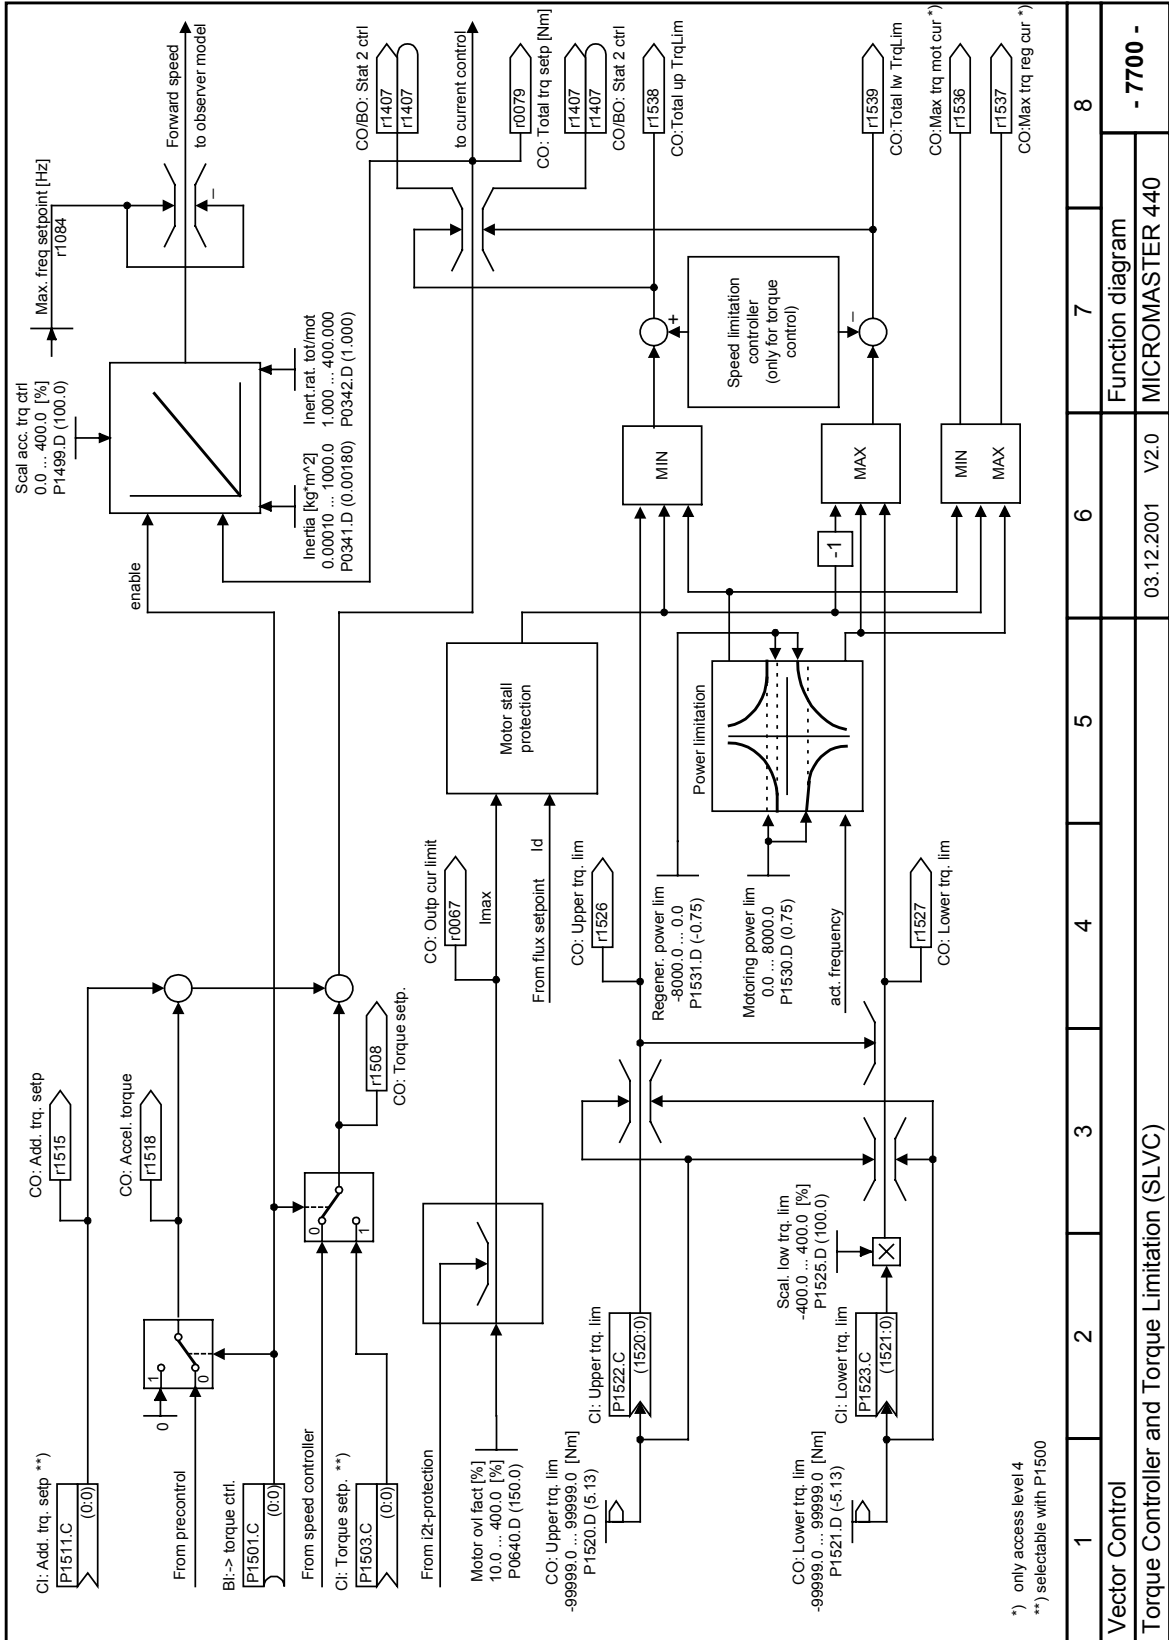 CI: Add. trq. setp **)
P1511.C
(0:0)
CO: Add. trq. setp
r1515
0
1
0
From precontrol
CO: Accel. torque
r1518
BI:-> torque ctrl.
P1501.C
(0:0)
enable
From speed controller
CI: Torque setp. **)
P1503.C
(0:0)
0
1
r1508
CO: Torque setp.
Scal acc. trq ctrl
0.0 ... 400.0 [%]
P1499.D (100.0)
Inertia [kg*m^2]
0.00010 ... 1000.0
P0341.D (0.00180)
Inert.rat. tot/mot
1.000 ... 400.000
P0342.D (1.000)
Max. freq setpoint [Hz]
r1084
–
Forward speed
to observer model
CO/BO: Stat 2 ctrl
r1407
r1407
to current control
r0079
CO: Total trq setp [Nm]
r1407
r1407
CO/BO: Stat 2 ctrl
From i2t-protection
Motor ovl fact [%]
10.0 ... 400.0 [%]
P0640.D (150.0)
CO: Outp cur limit
r0067
Imax
From flux setpoint
Id
Motor stall
protection
CO: Upper trq. lim
-99999.0 ... 99999.0 [Nm]
P1520.D (5.13)
CI: Upper trq. lim
P1522.C
(1520:0)
CO: Upper trq. lim
r1526
Regener. power lim
-8000.0 ... 0.0
P1531.D (-0.75)
Motoring power lim
0.0 ... 8000.0
P1530.D (0.75)
act. frequency
Power limitation
MIN
+
r1538
CO:Total up TrqLim
Speed limitation
controller
(only for torque
control)
–
-1
MAX
r1539
CO:Total lw TrqLim
MIN
MAX
CO:Max trq mot cur *)
r1536
r1537
CO:Max trq reg cur *)
CO: Lower trq. lim
-99999.0 ... 99999.0 [Nm]
P1521.D (-5.13)
CI: Lower trq. lim
P1523.C
(1521:0)
Scal. low trq. lim
-400.0 ... 400.0 [%]
P1525.D (100.0)
r1527
CO: Lower trq. lim
*) only access level 4
**) selectable with P1500
1 2 3 4 5 6 7 8
Vector Control
Function diagram
- 7700 -
Torque Controller and Torque Limitation (SLVC)
03.12.2001 V2.0
MICROMASTER 440